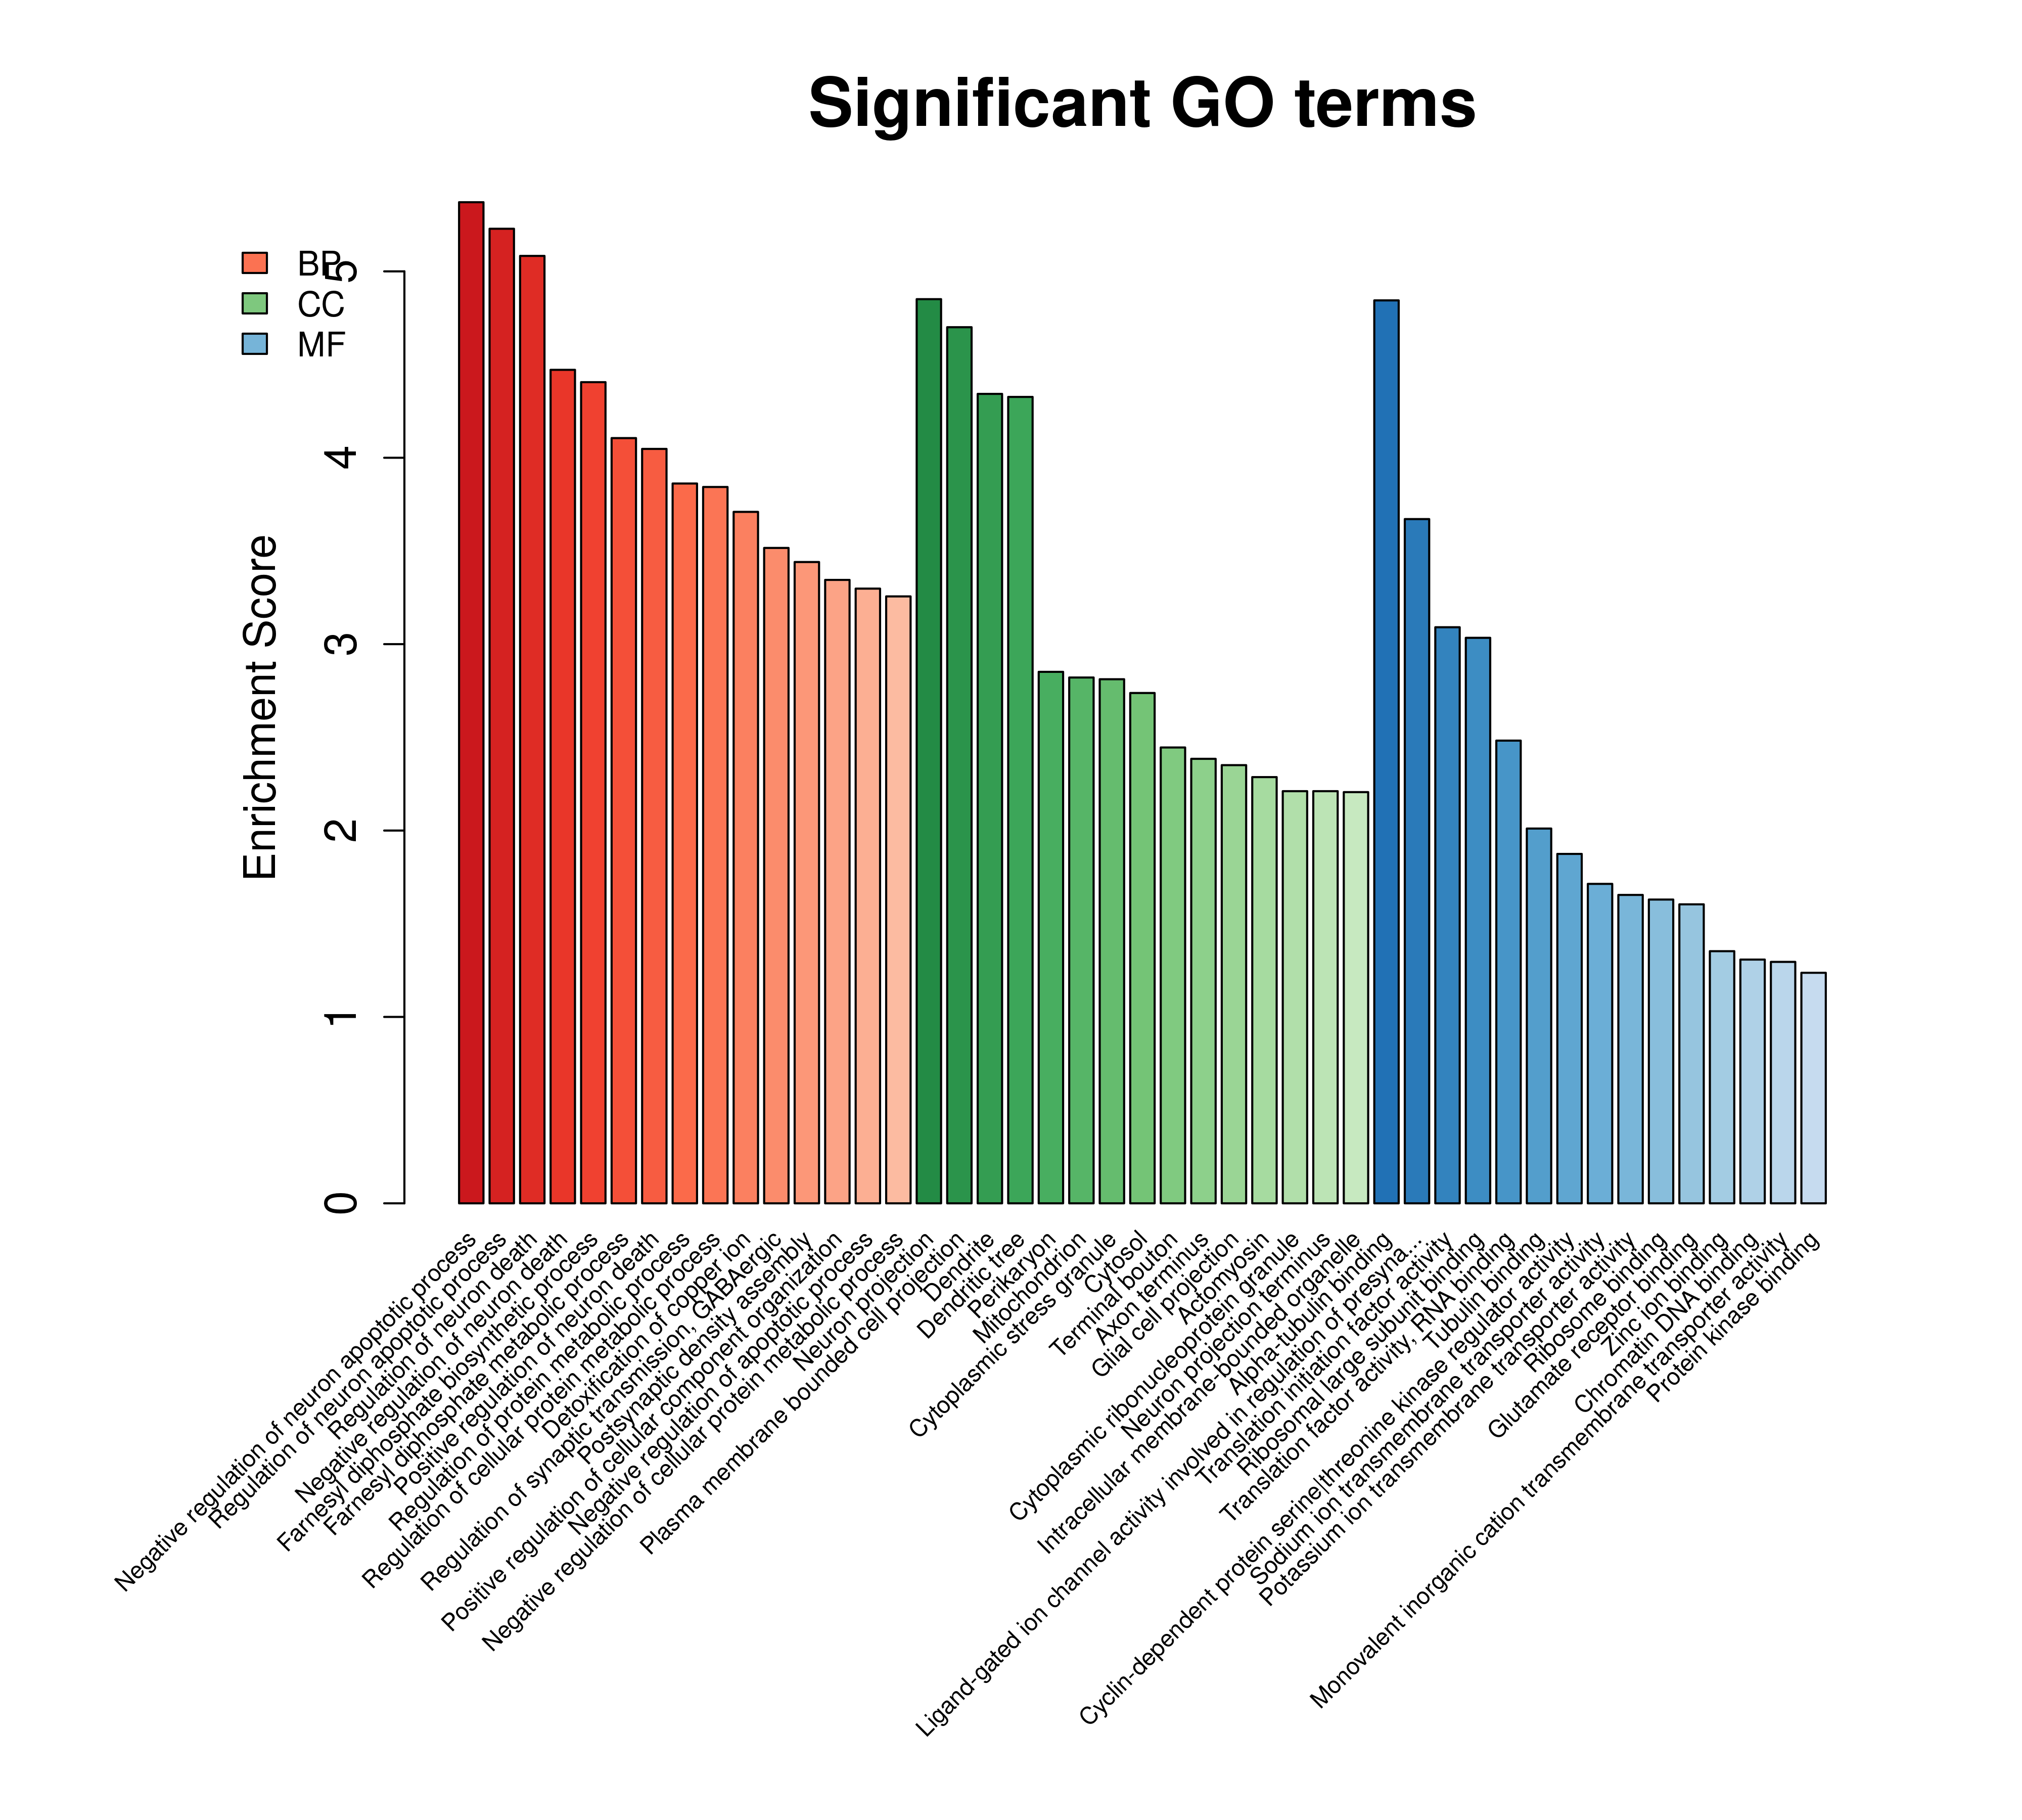 Significant GO terms
BP
CC
MF
Enrichment Score
5
4
3
2
1
0
Negative regulation of neuron apoptotic process
Regulation of neuron apoptotic process
Regulation of neuron death
Negative regulation of neuron death
Farnesyl diphosphate biosynthetic process
Farnesyl diphosphate metabolic process
Positive regulation of neuron death
Regulation of protein metabolic process
Regulation of cellular protein metabolic process
Detoxification of copper ion
Regulation of synaptic transmission, GABAergic
Postsynaptic density assembly
Positive regulation of cellular component organization
Negative regulation of apoptotic process
Negative regulation of cellular protein metabolic process
Neuron projection
Plasma membrane bounded cell projection
Dendrite
Dendritic tree
Perikaryon
Mitochondrion
Cytoplasmic stress granule
Cytosol
Terminal bouton
Axon terminus
Glial cell projection
Actomyosin
Cytoplasmic ribonucleoprotein granule
Neuron projection terminus
Intracellular membrane-bounded organelle
Alpha-tubulin binding
Ligand-gated ion channel activity involved in regulation of presyna...
Translation initiation factor activity
Ribosomal large subunit binding
Translation factor activity, RNA binding
Tubulin binding
Cyclin-dependent protein serine|threonine kinase regulator activity
Sodium ion transmembrane transporter activity
Potassium ion transmembrane transporter activity
Ribosome binding
Glutamate receptor binding
Zinc ion binding
Chromatin DNA binding
Monovalent inorganic cation transmembrane transporter activity
Protein kinase binding